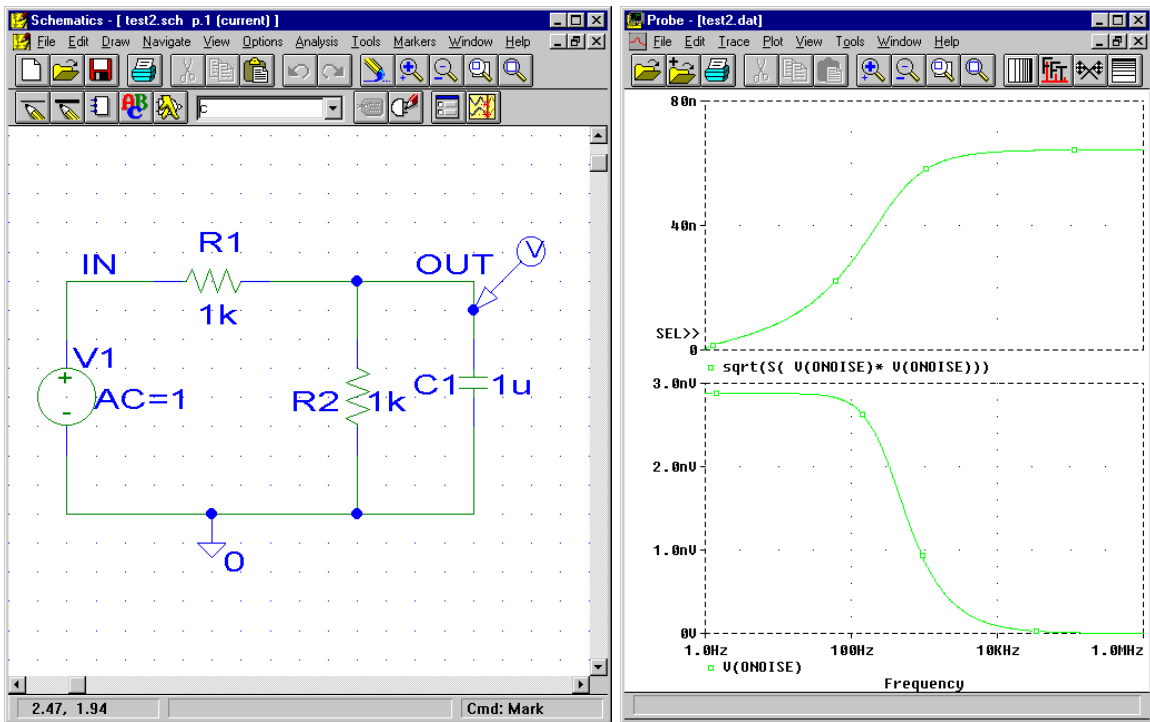 Schematics - [ test2.sch p.1 (current) ]
File Edit Draw Navigate View Options Analysis Tools Markers Window Help
ABC
c
IN
R1
1k
OUT
V
V1
+
AC=1
-
R2
1k
C1
1u
0
2.47, 1.94
Cmd: Mark
Probe - [test2.dat]
File Edit Trace Plot View Tools Window Help
FFT
80n
40n
SEL>>
0
sqrt(S( V(ONOISE)* V(ONOISE)))
3.0nV
2.0nV
1.0nV
0V
1.0Hz 100Hz 10KHz 1.0MHz
V(ONOISE)
Frequency